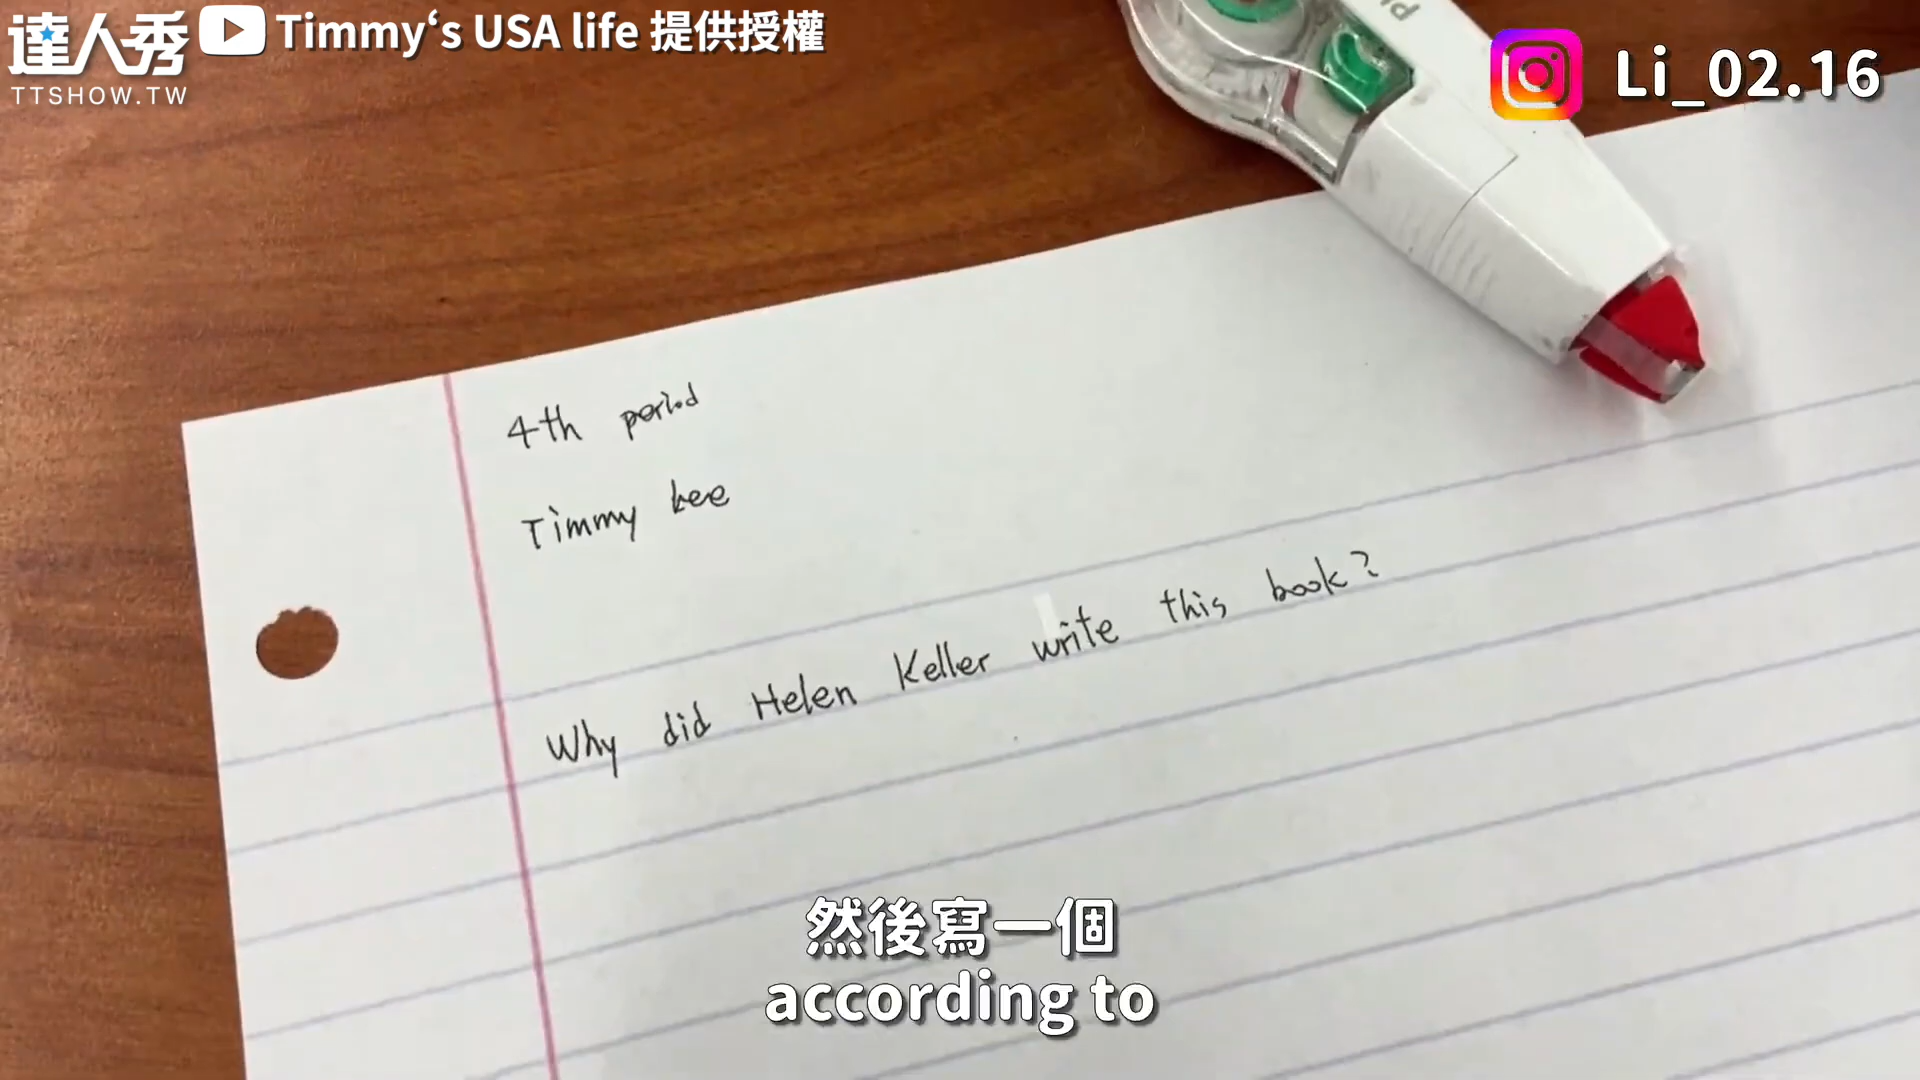 達人秀
TTSHOW.TW
Timmy‘s USA life 提供授權
Li_02.16
4th period
Timmy Lee
Why did Helen Keller write this book?
然後寫一個
according to